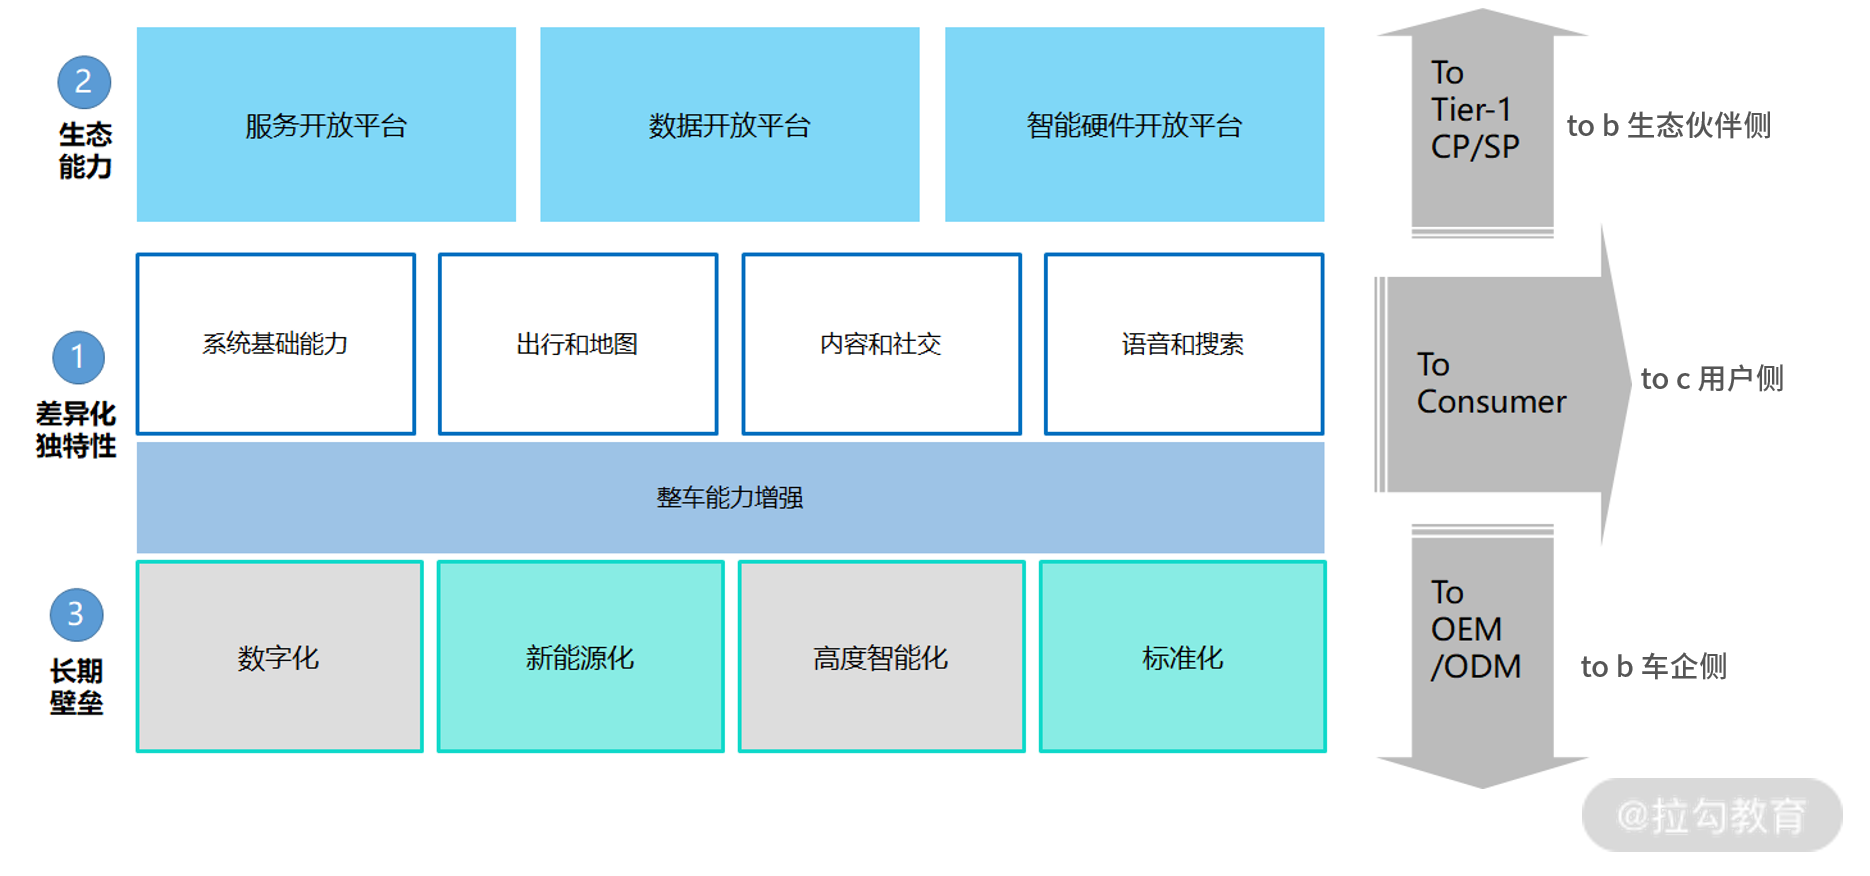 2
生态
能力
服务开放平台
数据开放平台
智能硬件开放平台
To
Tier-1
CP/SP
to b 生态伙伴侧
1
差异化
独特性
系统基础能力
出行和地图
内容和社交
语音和搜索
整车能力增强
To
Consumer
to c 用户侧
3
长期
壁垒
数字化
新能源化
高度智能化
标准化
To
OEM
/ODM
to b 车企侧
@拉勾教育